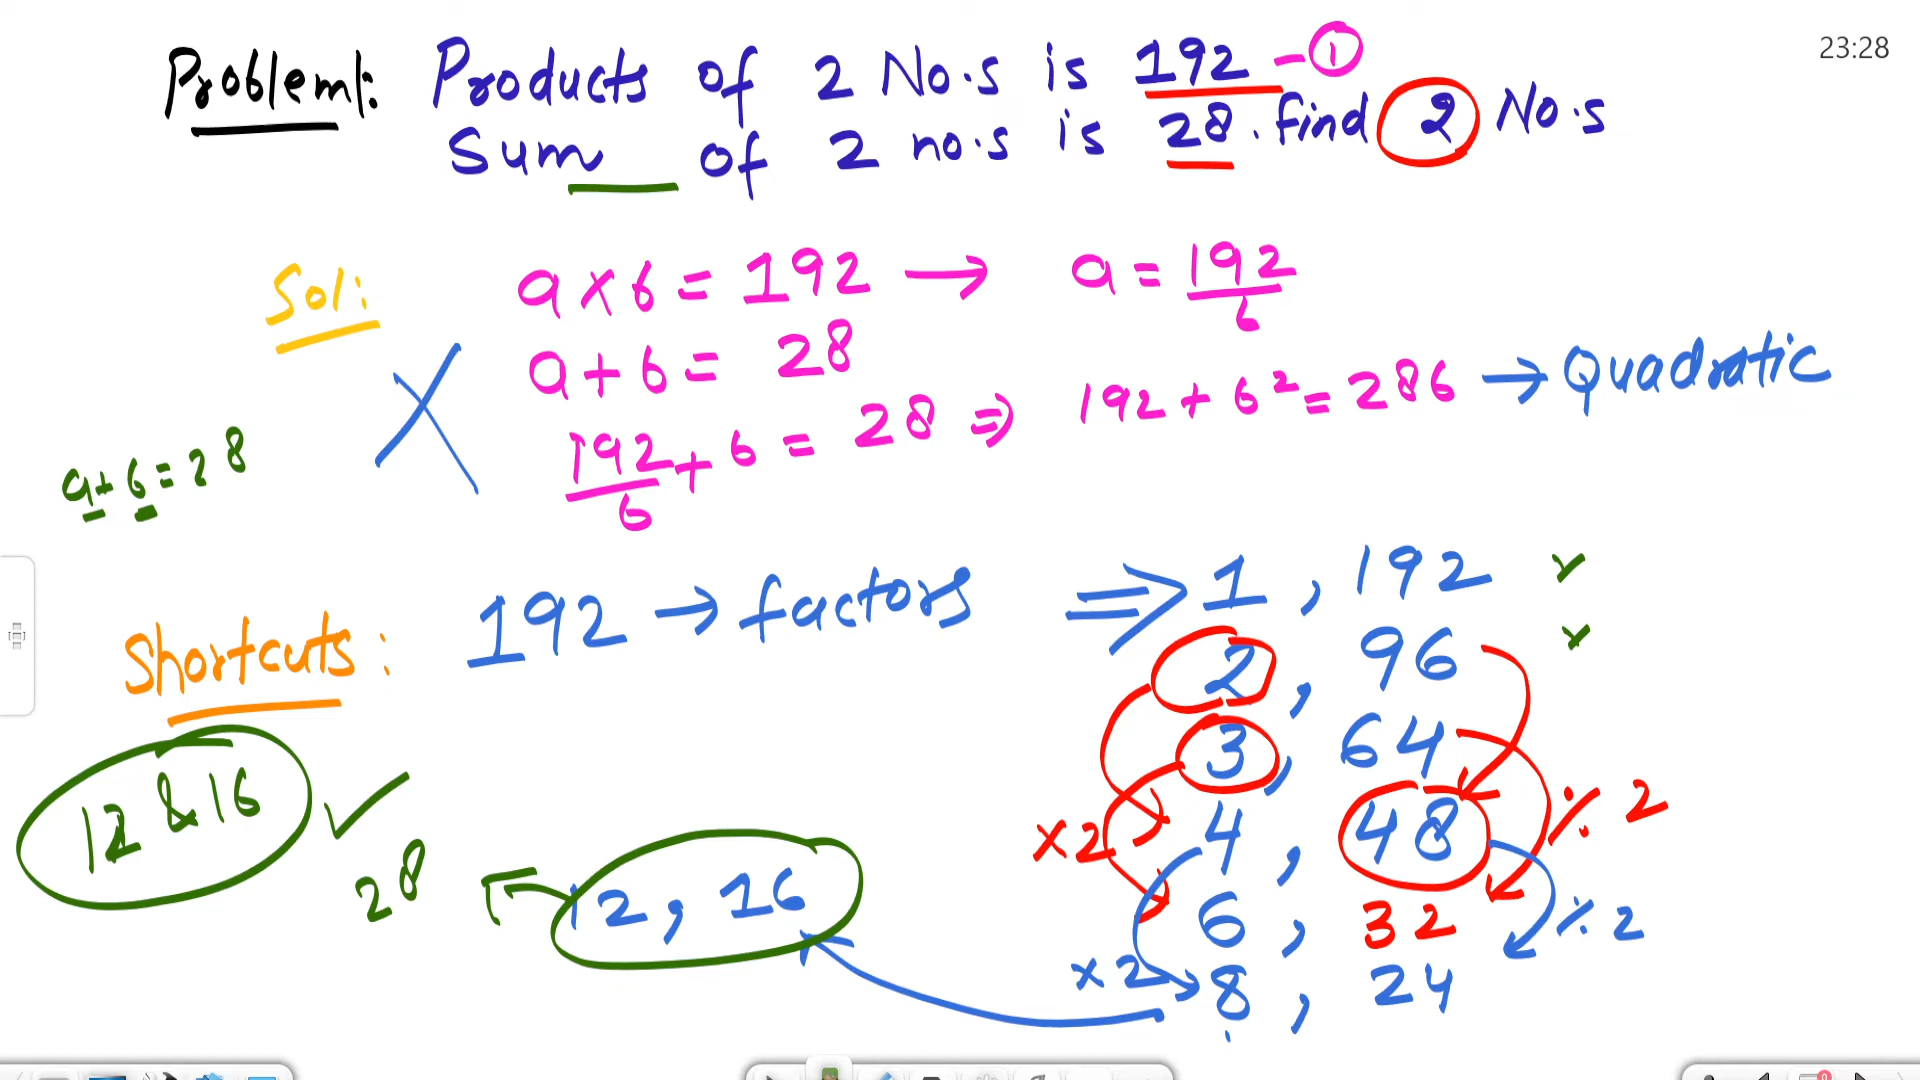 23:28
Problem: Products of 2 No.s is 192 - ①
Sum of 2 no.s is 28. find 2 No.s
Sol: a x b = 192 → a = 192/b
a + b = 28
192/b + b = 28 ⇒ 192 + b² = 28b → Quadratic
a + b = 28
Shortcuts: 192 → factors ⇒ 1, 192
2, 96
3, 64
x2 4, 48 % 2
6, 32 % 2
x2 8, 24
12, 16
28
12 & 16